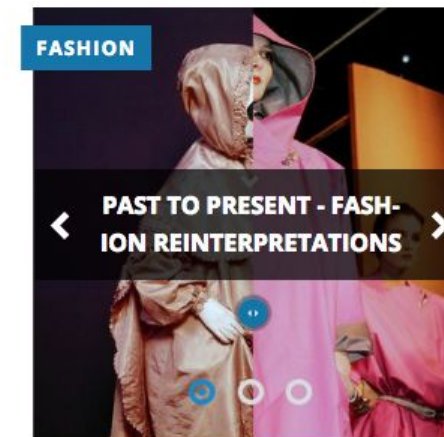 FASHION
PAST TO PRESENT - FASH-
ION REINTERPRETATIONS